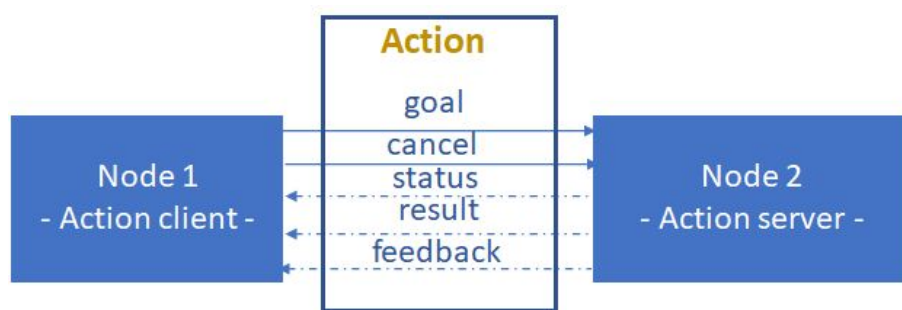 Action
goal
cancel
status
result
feedback
Node 1
- Action client -
Node 2
- Action server -